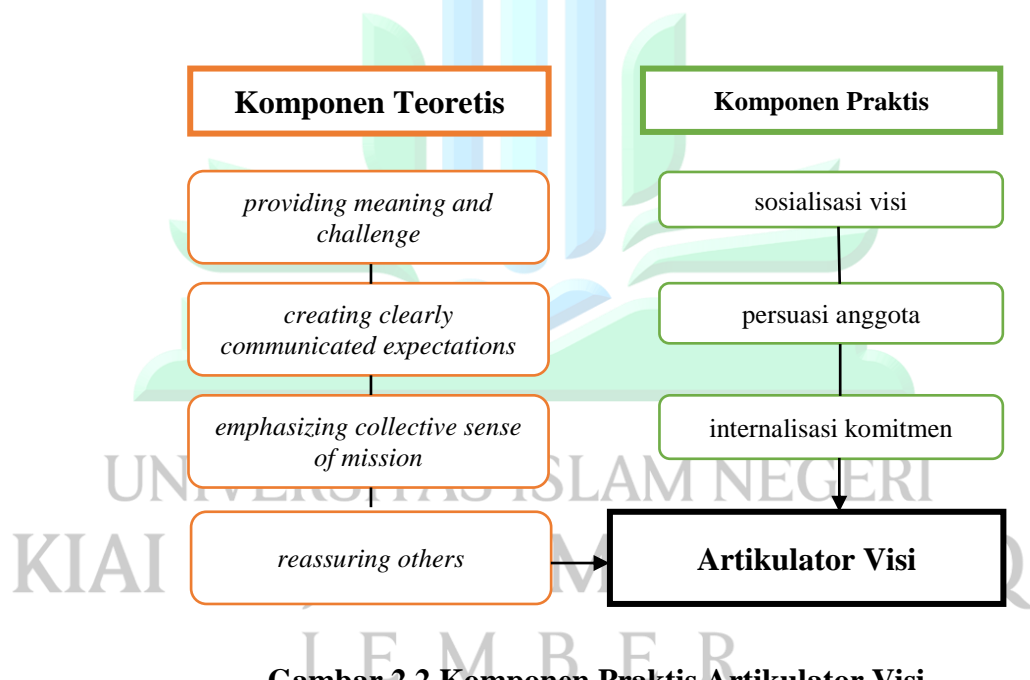 Komponen Teoretis
Komponen Praktis
providing meaning and
challenge
sosialisasi visi
creating clearly
communicated expectations
persuasi anggota
emphasizing collective sense
of mission
internalisasi komitmen
reassuring others
Artikulator Visi
UNIVERSITAS ISLAM NEGERI
KIAI
JEMBER
Gambar 2.2 Komponen Praktis Artikulator Visi